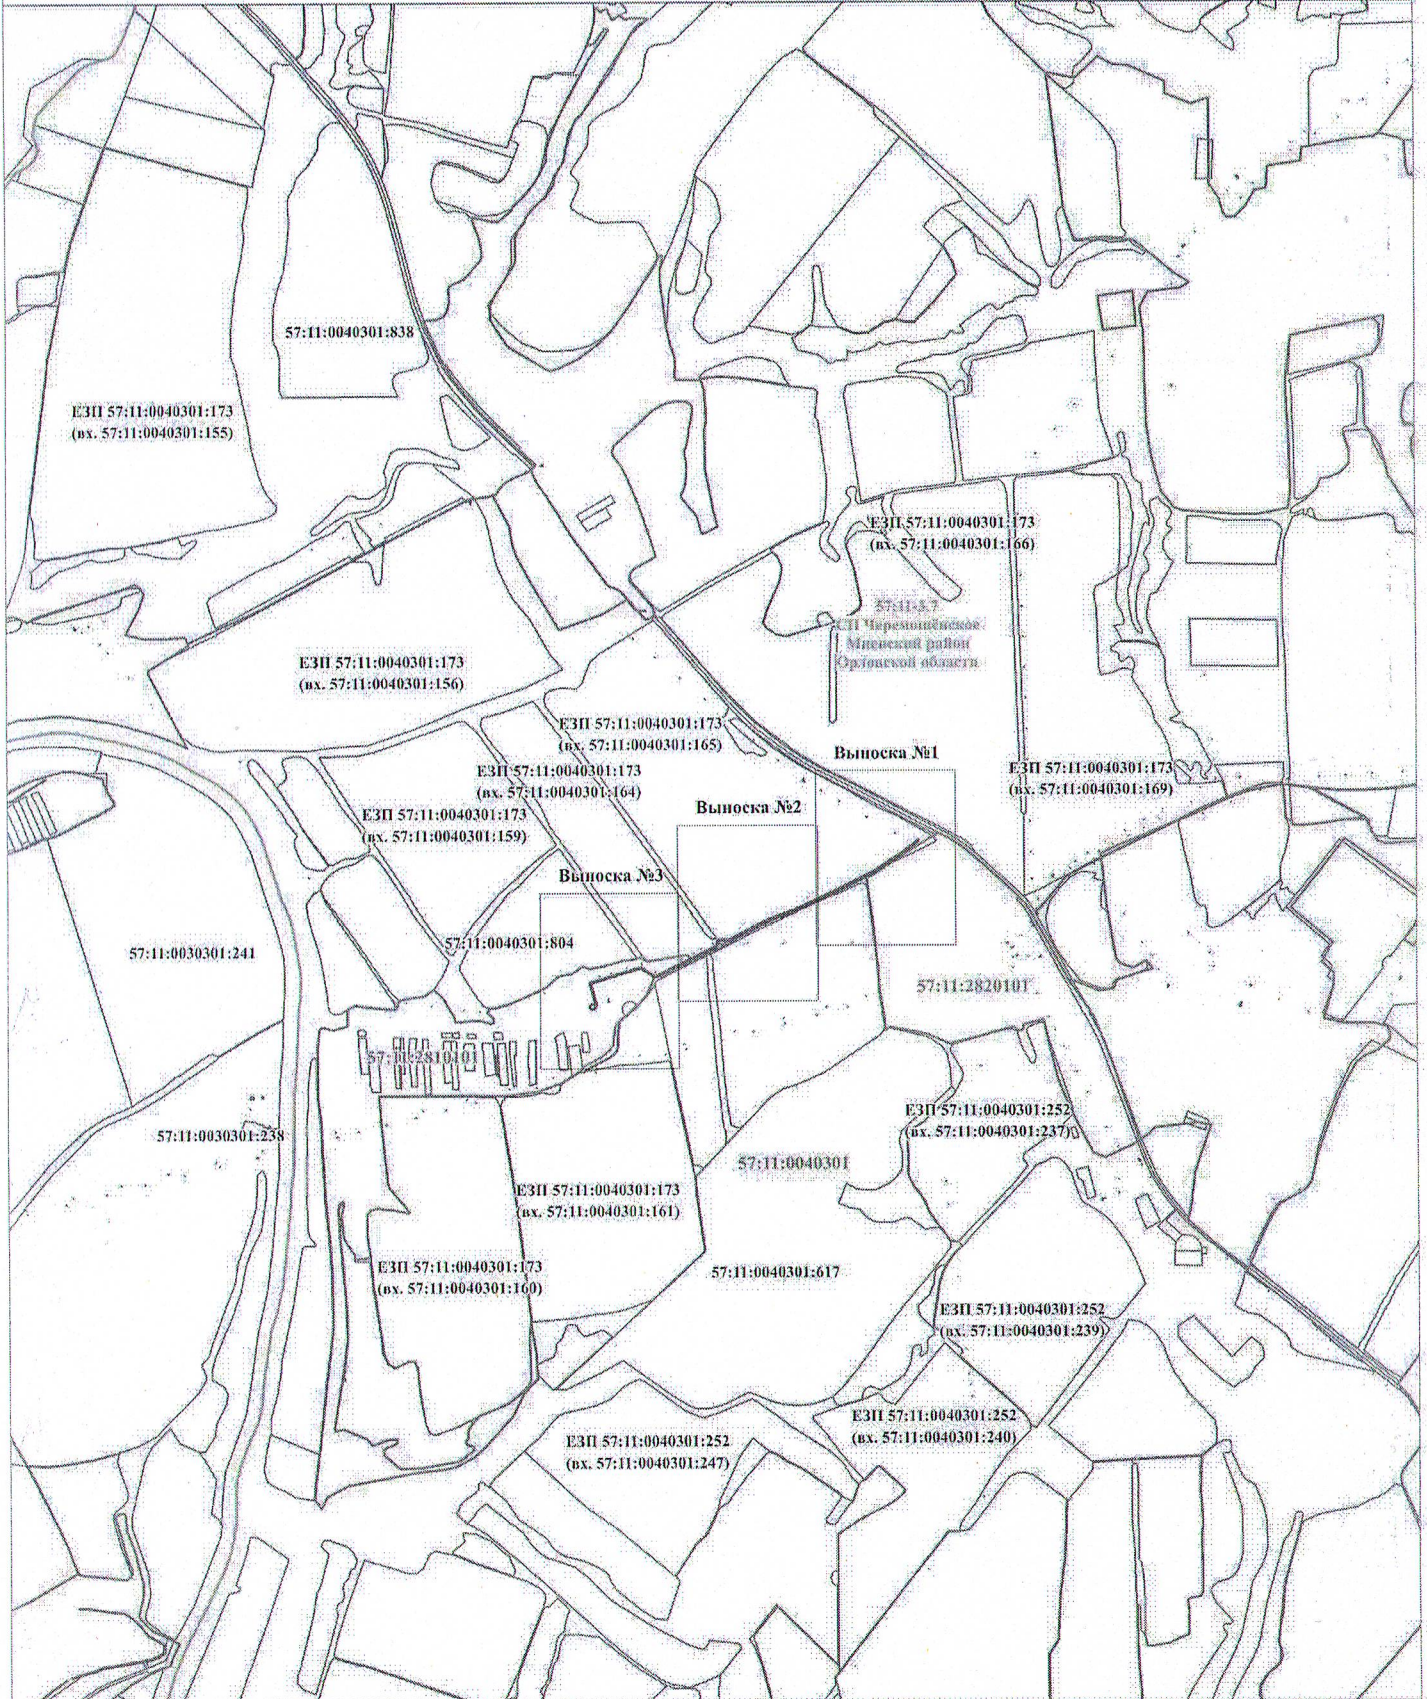 57:11:0040301:838
ЕЗП 57:11:0040301:173
(вх. 57:11:0040301:155)
ЕЗП 57:11:0040301:173
(вх. 57:11:0040301:166)
57:11-3.7
СП Черемошёнское
Мценский район
Орловской области
ЕЗП 57:11:0040301:173
(вх. 57:11:0040301:156)
ЕЗП 57:11:0040301:173
(вх. 57:11:0040301:165)
Выноска №1
ЕЗП 57:11:0040301:173
(вх. 57:11:0040301:164)
ЕЗП 57:11:0040301:173
(вх. 57:11:0040301:169)
Выноска №2
ЕЗП 57:11:0040301:173
(вх. 57:11:0040301:159)
Выноска №3
57:11:0030301:241
57:11:0040301:804
57:11:2820101
57:11:2810101
ЕЗП 57:11:0040301:252
(вх. 57:11:0040301:237)
57:11:0030301:238
57:11:0040301
ЕЗП 57:11:0040301:173
(вх. 57:11:0040301:161)
ЕЗП 57:11:0040301:173
(вх. 57:11:0040301:160)
57:11:0040301:617
ЕЗП 57:11:0040301:252
(вх. 57:11:0040301:239)
ЕЗП 57:11:0040301:252
(вх. 57:11:0040301:240)
ЕЗП 57:11:0040301:252
(вх. 57:11:0040301:247)